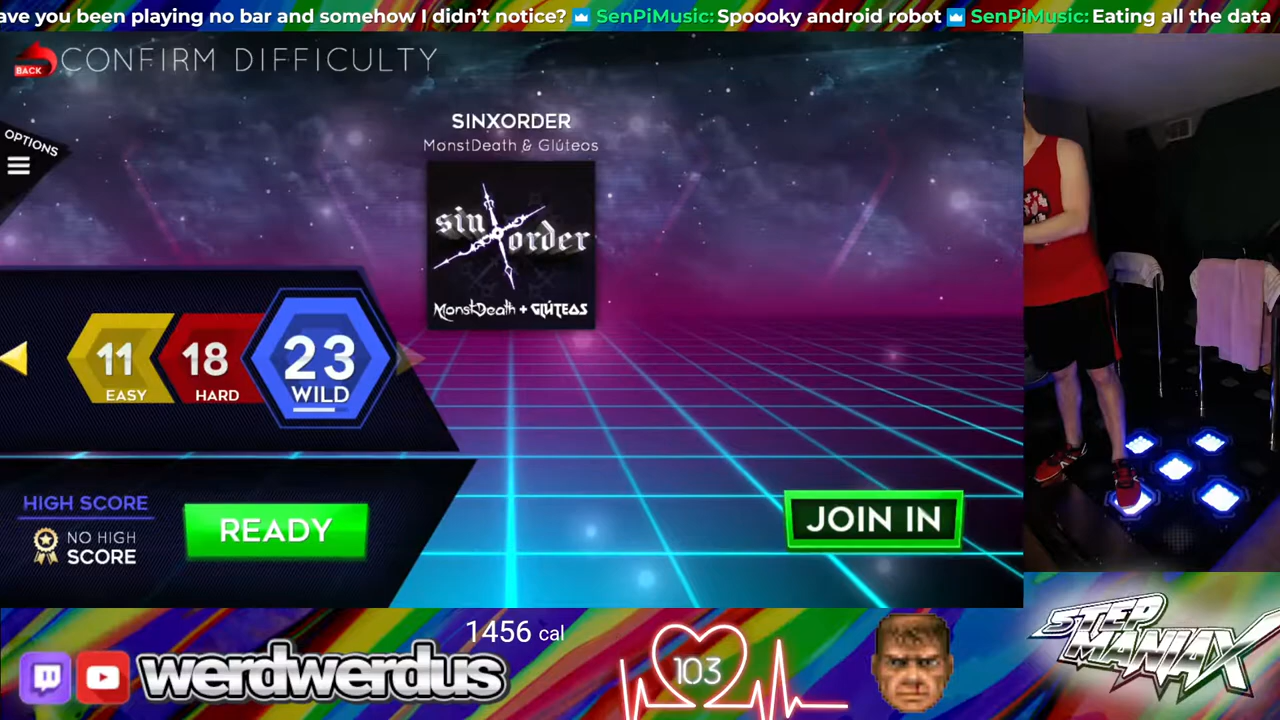 ave you been playing no bar and somehow I didn’t notice? SenPiMusic: Spoooky android robot SenPiMusic: Eating all the data
BACK
CONFIRM DIFFICULTY
OPTIONS
SINXORDER
MonstDeath & Glúteos
sin order
MonstDeath + GLÚTEOS
11 EASY
18 HARD
23 WILD
HIGH SCORE
NO HIGH
SCORE
READY
JOIN IN
1456 cal
werdwerdus
103
STEP
MANIAX